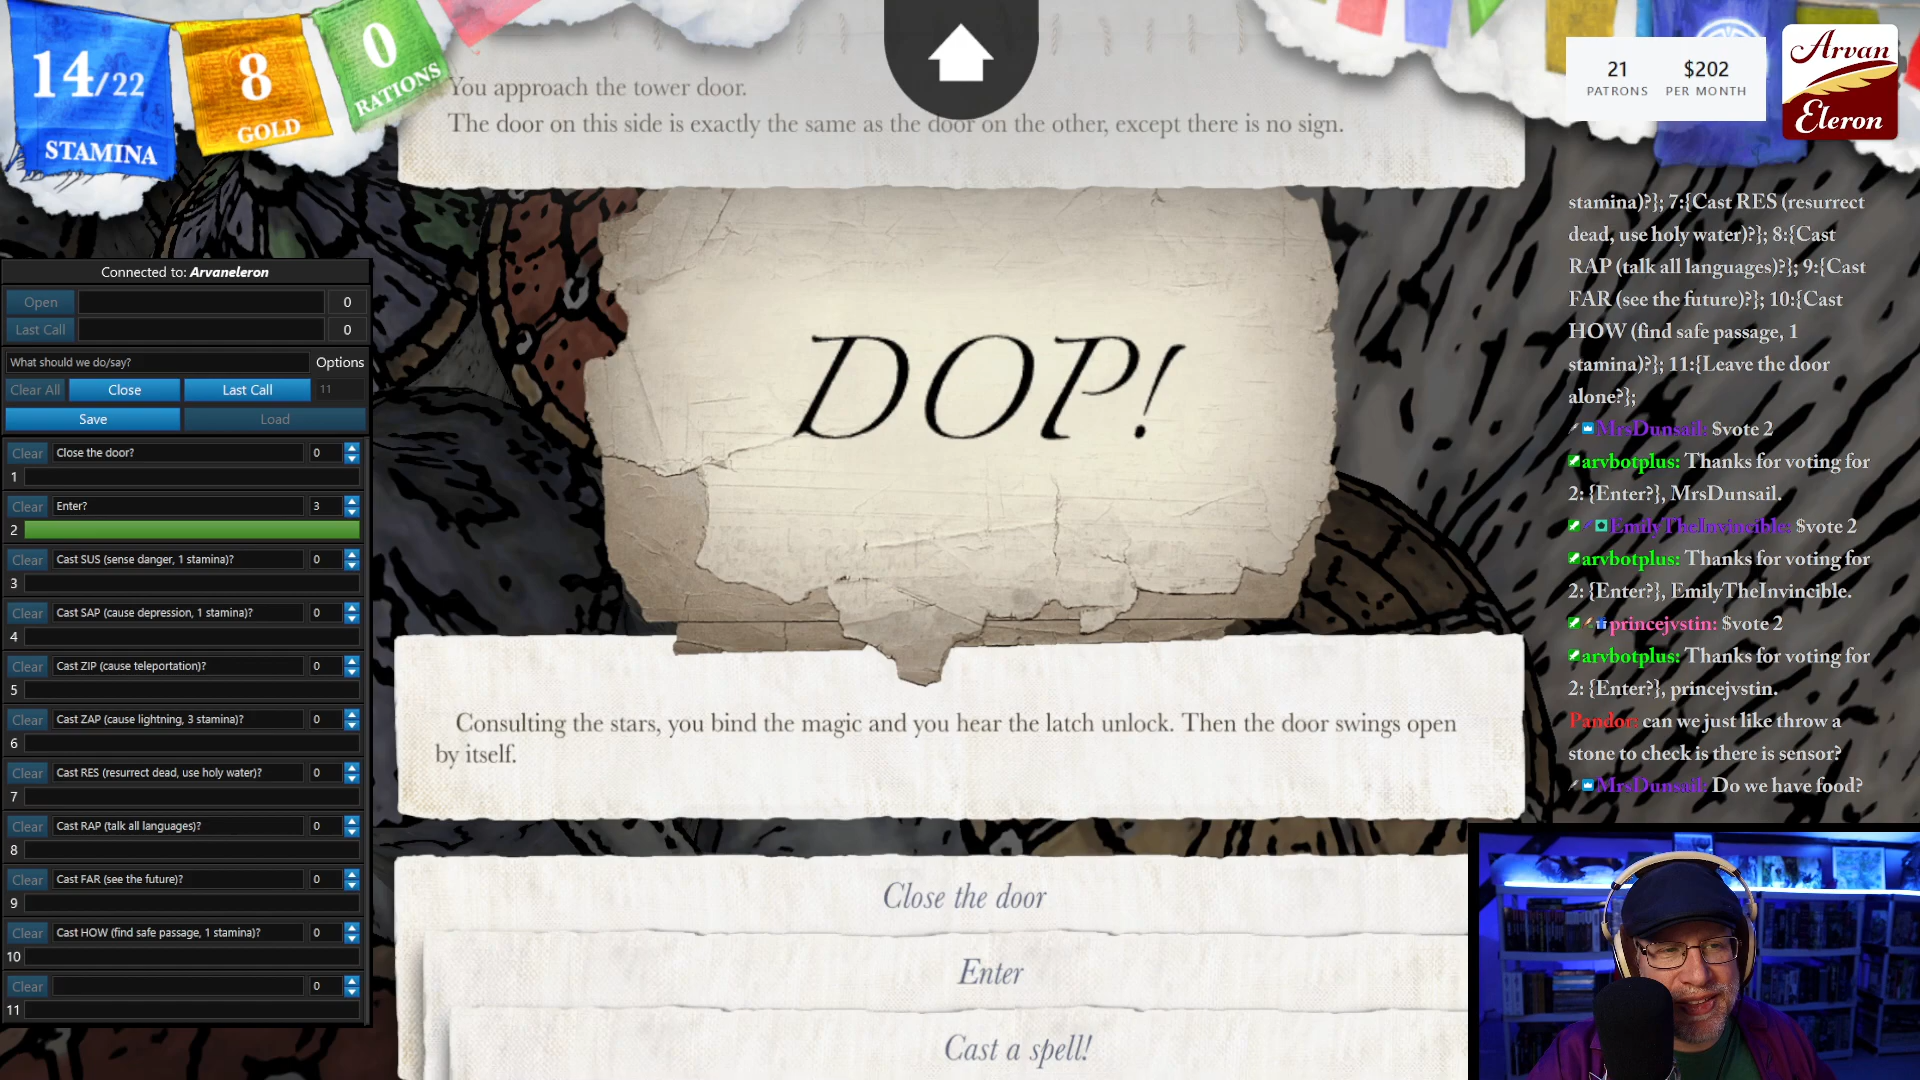 14/22
STAMINA
8
GOLD
0
RATIONS
You approach the tower door.
The door on this side is exactly the same as the door on the other, except there is no sign.
21
PATRONS
$202
PER MONTH
Arvan
Eleron
Connected to: Arvaneleron
Open
0
Last Call
0
What should we do/say?
Options
Clear All
Close
Last Call
11
Save
Load
Clear
Close the door?
0
1
Clear
Enter?
3
2
Clear
Cast SUS (sense danger, 1 stamina)?
0
3
Clear
Cast SAP (cause depression, 1 stamina)?
0
4
Clear
Cast ZIP (cause teleportation)?
0
5
Clear
Cast ZAP (cause lightning, 3 stamina)?
0
6
Clear
Cast RES (resurrect dead, use holy water)?
0
7
Clear
Cast RAP (talk all languages)?
0
8
Clear
Cast FAR (see the future)?
0
9
Clear
Cast HOW (find safe passage, 1 stamina)?
0
10
Clear
0
11
DOP!
Consulting the stars, you bind the magic and you hear the latch unlock. Then the door swings open
by itself.
Close the door
Enter
Cast a spell!
stamina)?}; 7:{Cast RES (resurrect
dead, use holy water)?}; 8:{Cast
RAP (talk all languages)?}; 9:{Cast
FAR (see the future)?}; 10:{Cast
HOW (find safe passage, 1
stamina)?}; 11:{Leave the door
alone?};
MrsDunsail: $vote 2
arvbotplus: Thanks for voting for
2: {Enter?}, MrsDunsail.
EmilyTheInvincible: $vote 2
arvbotplus: Thanks for voting for
2: {Enter?}, EmilyTheInvincible.
princejvstin: $vote 2
arvbotplus: Thanks for voting for
2: {Enter?}, princejvstin.
Pandor: can we just like throw a
stone to check is there is sensor?
MrsDunsail: Do we have food?